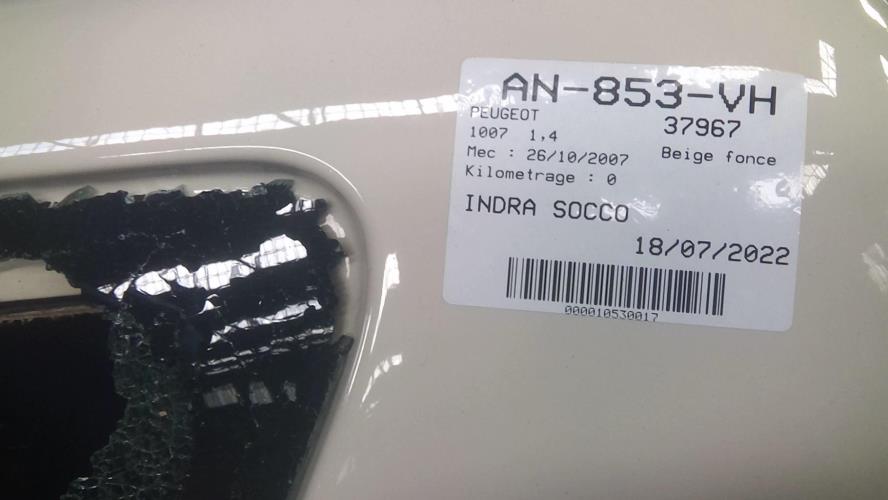 AN-853-VH
PEUGEOT 37967
1007 1,4
Mec : 26/10/2007 Beige fonce
Kilometrage : 0
INDRA SOCCO
18/07/2022
000010530017